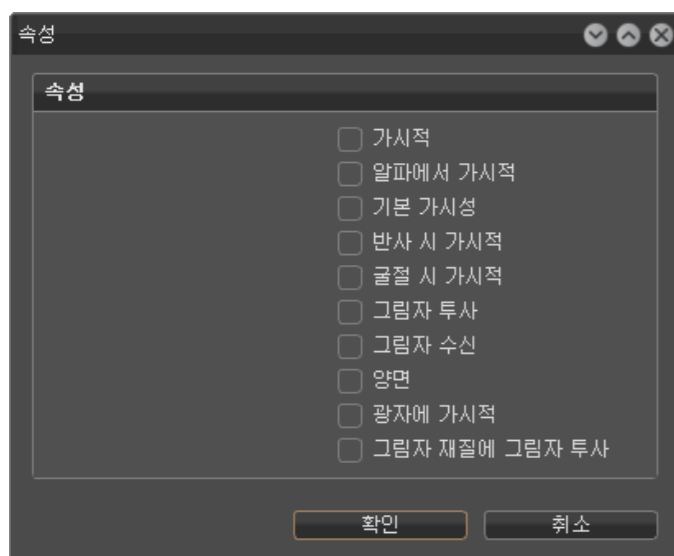 속성
속성
가시적
알파에서 가시적
기본 가시성
반사 시 가시적
굴절 시 가시적
그림자 투사
그림자 수신
양면
광자에 가시적
그림자 재질에 그림자 투사
확인
취소